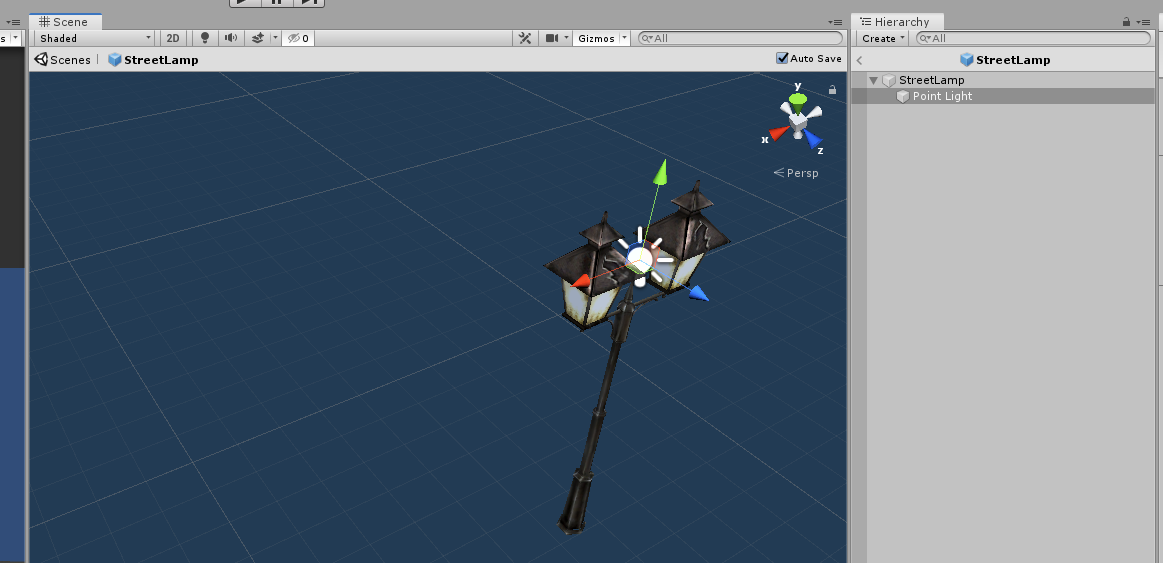 Scene
Hierarchy
s
Shaded
2D
0
Gizmos
All
Create
All
Scenes
StreetLamp
Auto Save
StreetLamp
StreetLamp
Point Light
y
x
z
Persp